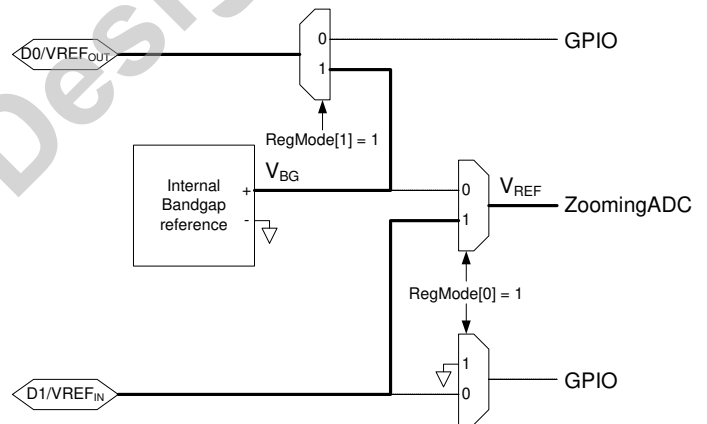 Desi
D0/VREFOUT
0
1
GPIO
RegMode[1] = 1
Internal
Bandgap
reference
+
-
VBG
0
1
VREF
ZoomingADC
RegMode[0] = 1
1
0
GPIO
D1/VREFIN